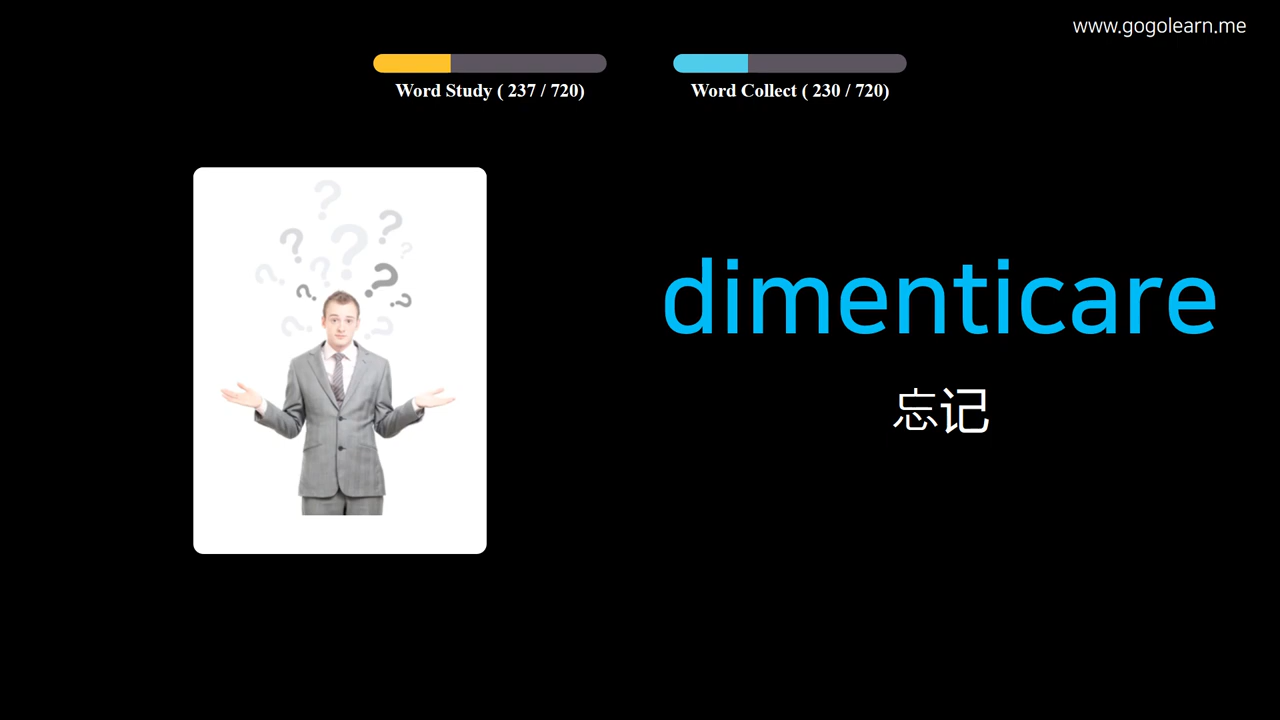 www.gogolearn.me
Word Study ( 237 / 720)
Word Collect ( 230 / 720)
dimenticare
忘记